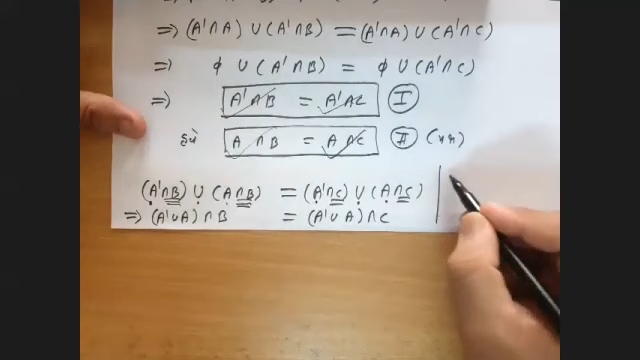 ⇒ (A'∩A) ∪ (A'∩B) = (A'∩A) ∪ (A'∩C)
⇒ ϕ ∪ (A'∩B) = ϕ ∪ (A'∩C)
⇒ A'∩B = A'∩C I
A ∩ B = A ∩ C II
(A'∩B) ∪ (A∩B) = (A'∩C) ∪ (A∩C)
⇒ (A'∪A) ∩ B = (A'∪A) ∩ C